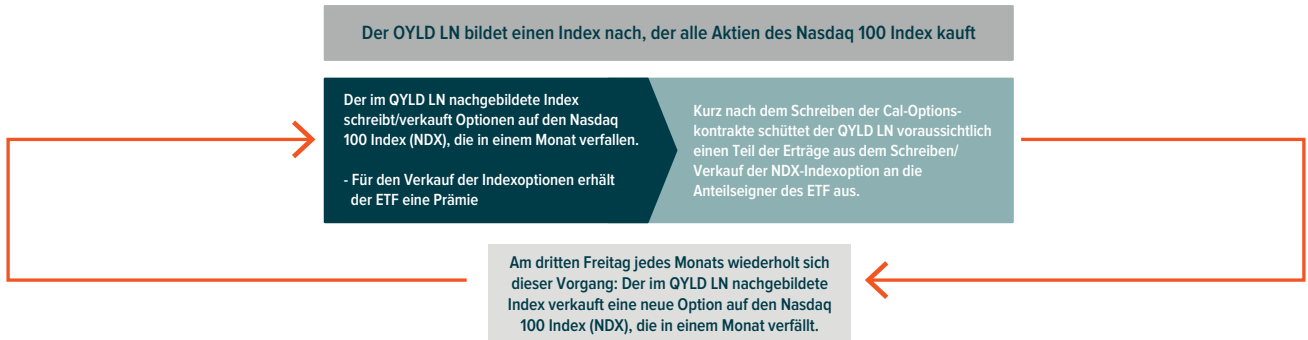 Der OYLD LN bildet einen Index nach, der alle Aktien des Nasdaq 100 Index kauft
Der im QYLD LN nachgebildete Index
schreibt/verkauft Optionen auf den Nasdaq
100 Index (NDX), die in einem Monat verfallen.
- Für den Verkauf der Indexoptionen erhält
der ETF eine Prämie
Kurz nach dem Schreiben der Cal-Options-
kontrakte schüttet der QYLD LN voraussichtlich
einen Teil der Erträge aus dem Schreiben/
Verkauf der NDX-Indexoption an die
Anteilseigner des ETF aus.
Am dritten Freitag jedes Monats wiederholt sich
dieser Vorgang: Der im QYLD LN nachgebildete
Index verkauft eine neue Option auf den Nasdaq
100 Index (NDX), die in einem Monat verfällt.